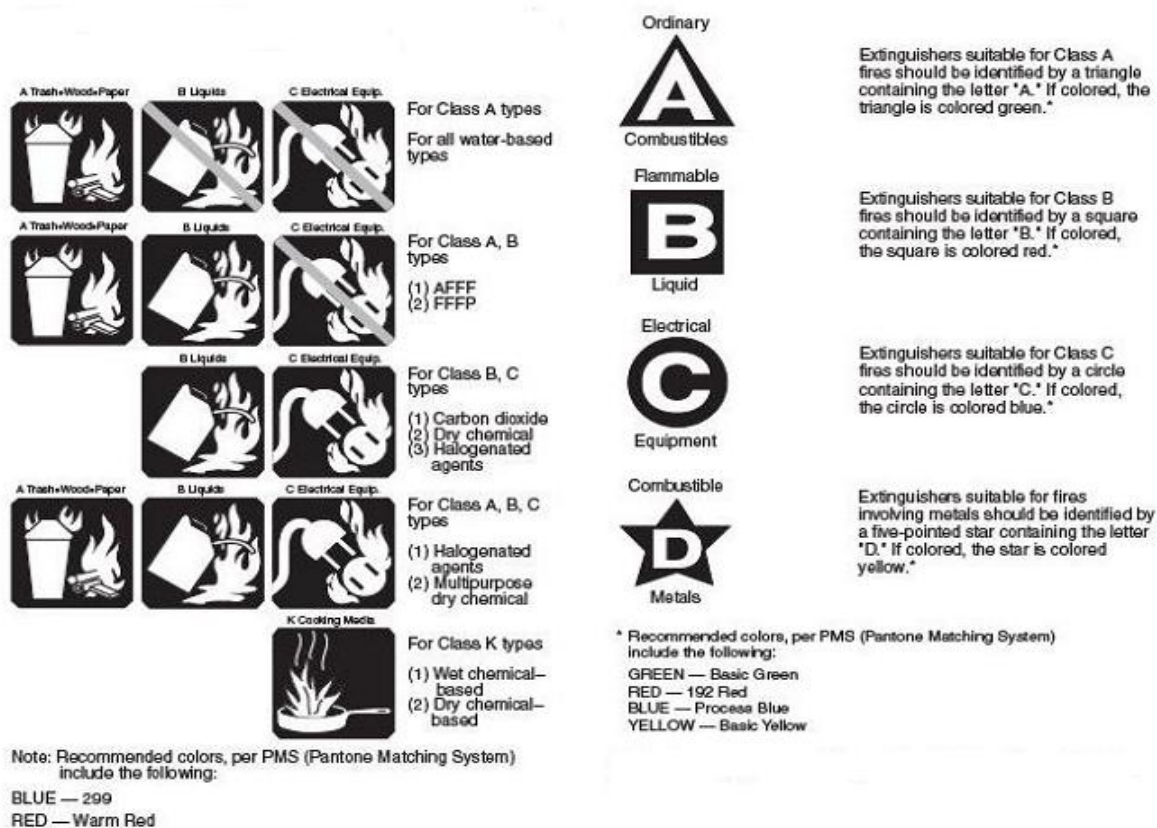 A Trash•Wood•Paper
B Liquids
C Electrical Equip.
For Class A types
For all water-based
types
A Trash•Wood•Paper
B Liquids
C Electrical Equip.
For Class A, B
types
(1) AFFF
(2) FFFP
B Liquids
C Electrical Equip.
For Class B, C
types
(1) Carbon dioxide
(2) Dry chemical
(3) Halogenated
agents
A Trash•Wood•Paper
B Liquids
C Electrical Equip.
For Class A, B, C
types
(1) Halogenated
agents
(2) Multipurpose
dry chemical
K Cooking Media
For Class K types
(1) Wet chemical–
based
(2) Dry chemical–
based
Note: Recommended colors, per PMS (Pantone Matching System)
include the following:
BLUE — 299
RED — Warm Red
Ordinary
A
Combustibles
Extinguishers suitable for Class A
fires should be identified by a triangle
containing the letter "A." If colored, the
triangle is colored green.*
Flammable
B
Liquid
Extinguishers suitable for Class B
fires should be identified by a square
containing the letter "B." If colored,
the square is colored red.*
Electrical
C
Equipment
Extinguishers suitable for Class C
fires should be identified by a circle
containing the letter "C." If colored,
the circle is colored blue.*
Combustible
D
Metals
Extinguishers suitable for fires
involving metals should be identified by
a five-pointed star containing the letter
"D." If colored, the star is colored
yellow.*
* Recommended colors, per PMS (Pantone Matching System)
include the following:
GREEN — Basic Green
RED — 192 Red
BLUE — Process Blue
YELLOW — Basic Yellow